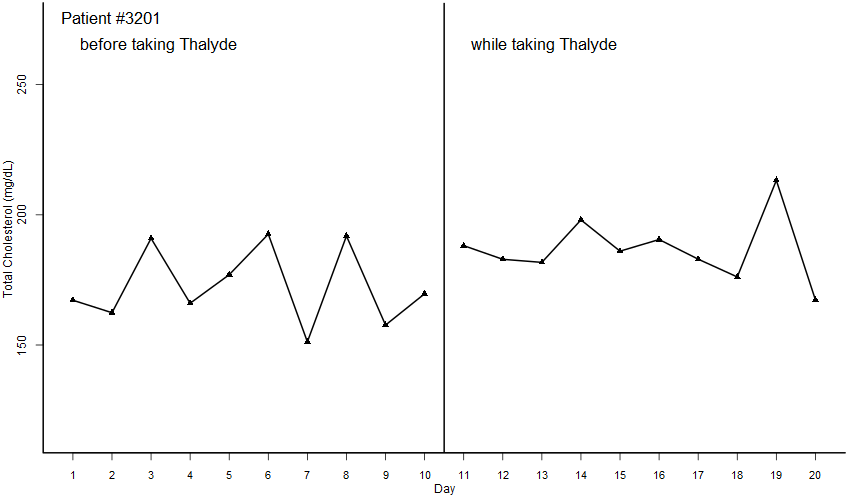 Patient #3201
before taking Thalyde
while taking Thalyde
Total Cholesterol (mg/dL)
250
200
150
1 2 3 4 5 6 7 8 9 10 11 12 13 14 15 16 17 18 19 20
Day